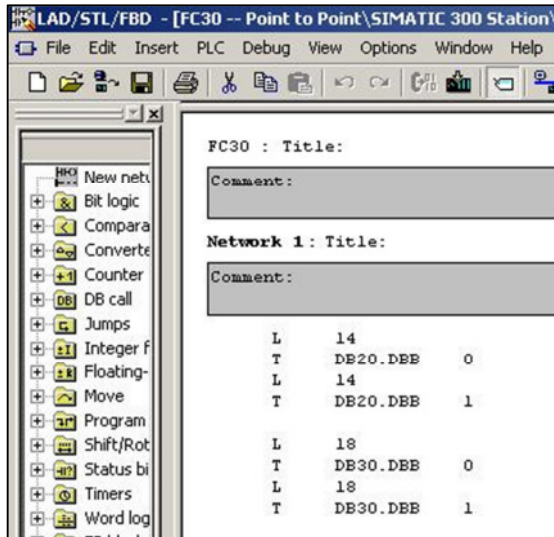 LAD/STL/FBD - [FC30 -- Point to Point\SIMATIC 300 Station\
File Edit Insert PLC Debug View Options Window Help
New netu
Bit logic
Compara
Converte
Counter
DB call
Jumps
Integer f
Floating-
Move
Program
Shift/Rot
Status bi
Timers
Word log
FC30 : Title:
Comment:
Network 1: Title:
Comment:
L 14
T DB20.DBB 0
L 14
T DB20.DBB 1
L 18
T DB30.DBB 0
L 18
T DB30.DBB 1